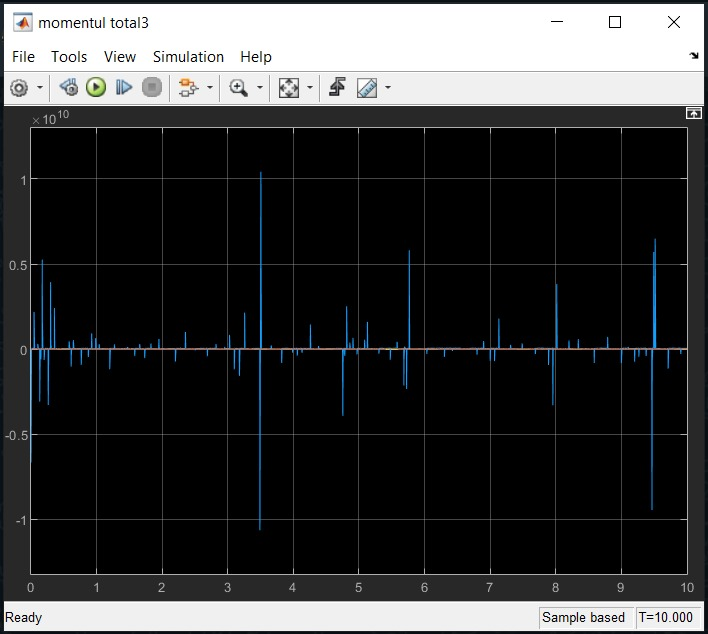 momentul total3
File Tools View Simulation Help
×10^10
1
0.5
0
-0.5
-1
0 1 2 3 4 5 6 7 8 9 10
Ready Sample based T=10.000